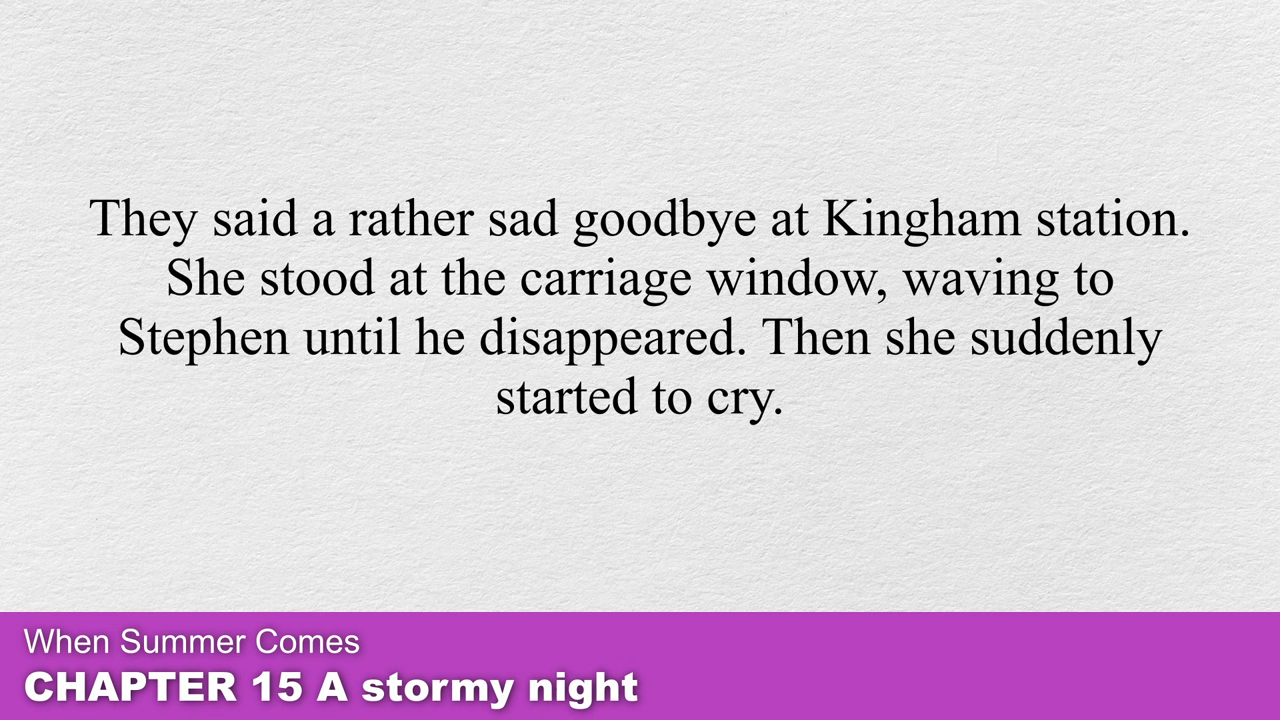 They said a rather sad goodbye at Kingham station.
She stood at the carriage window, waving to
Stephen until he disappeared. Then she suddenly
started to cry.
When Summer Comes
CHAPTER 15 A stormy night